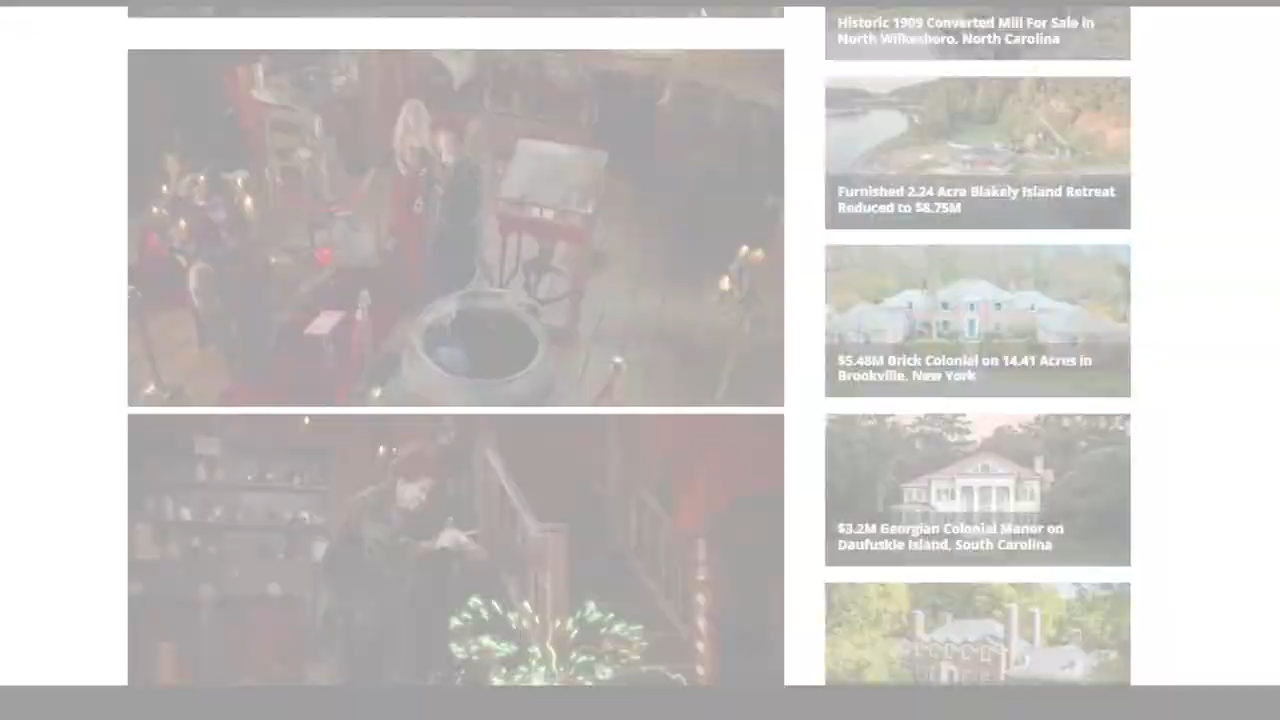 Historic 1909 Converted Mill For Sale in
North Wilkesboro, North Carolina
Furnished 2.24 Acre Blakely Island Retreat
Reduced to $8.75M
$5.48M Brick Colonial on 14.41 Acres in
Brookville, New York
$3.2M Georgian Colonial Manor on
Daufuskie Island, South Carolina